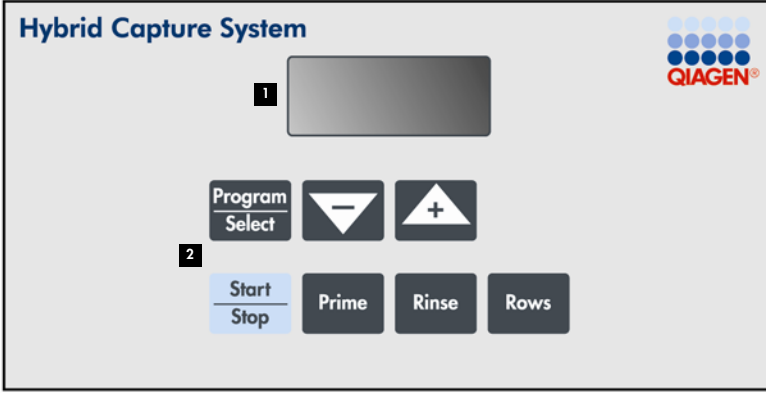 Hybrid Capture System
QIAGEN®
1
Program
Select
−
+
2
Start
Stop
Prime
Rinse
Rows